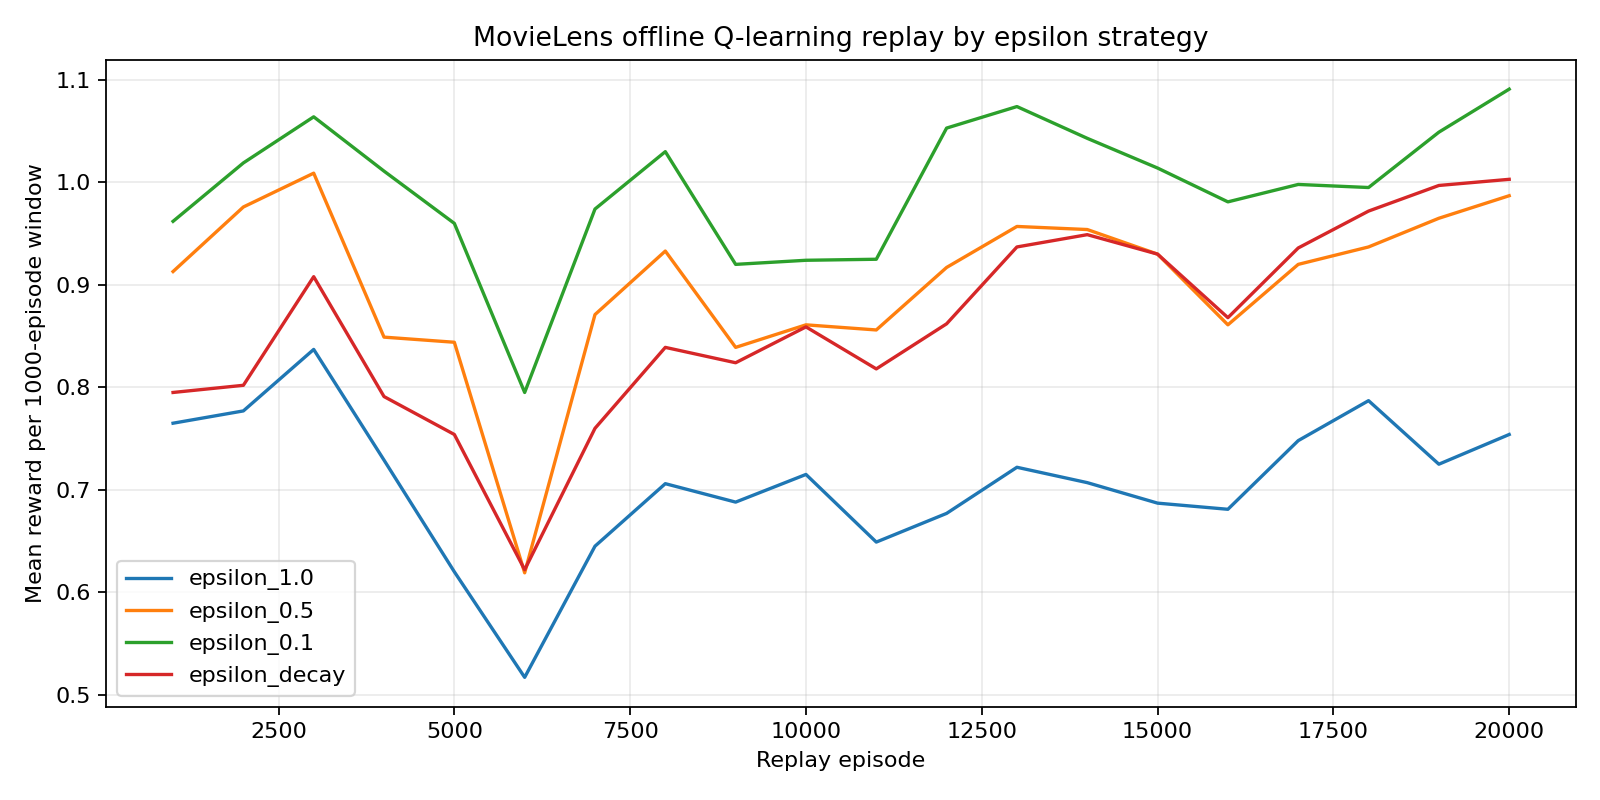 MovieLens offline Q-learning replay by epsilon strategy
Mean reward per 1000-episode window
1.1
1.0
0.9
0.8
0.7
0.6
0.5
epsilon_1.0
epsilon_0.5
epsilon_0.1
epsilon_decay
2500 5000 7500 10000 12500 15000 17500 20000
Replay episode